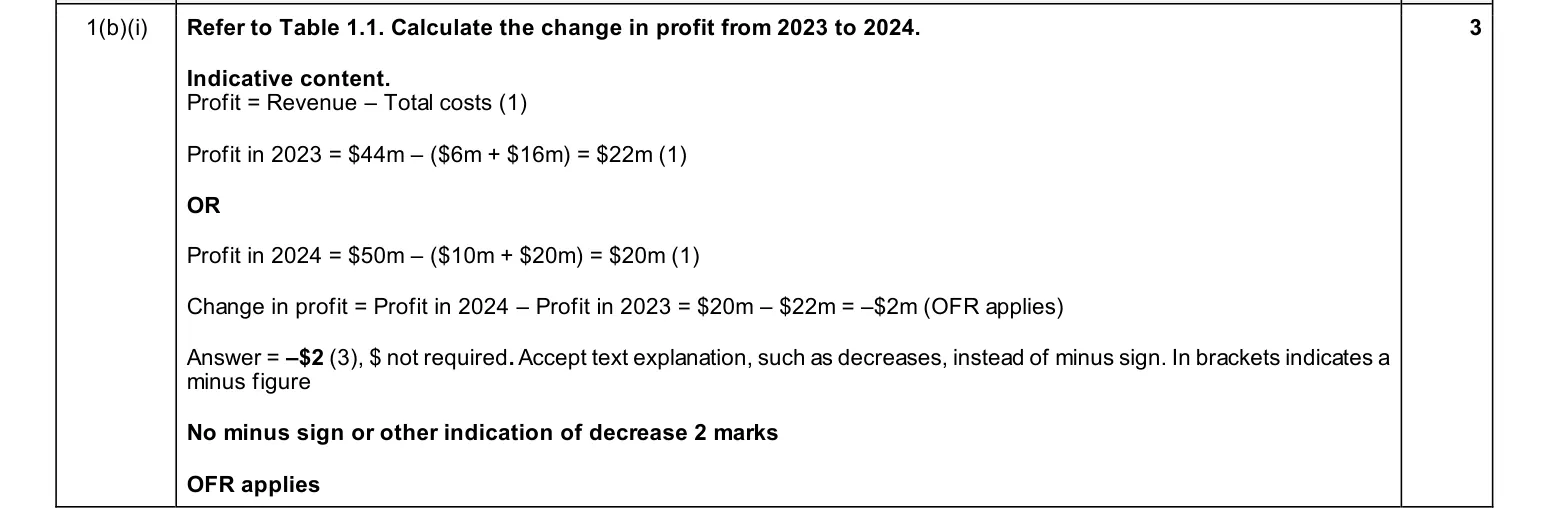 1(b)(i) Refer to Table 1.1. Calculate the change in profit from 2023 to 2024. 3
Indicative content.
Profit = Revenue – Total costs (1)
Profit in 2023 = $44m – ($6m + $16m) = $22m (1)
OR
Profit in 2024 = $50m – ($10m + $20m) = $20m (1)
Change in profit = Profit in 2024 – Profit in 2023 = $20m – $22m = –$2m (OFR applies)
Answer = –$2 (3), $ not required. Accept text explanation, such as decreases, instead of minus sign. In brackets indicates a
minus figure
No minus sign or other indication of decrease 2 marks
OFR applies